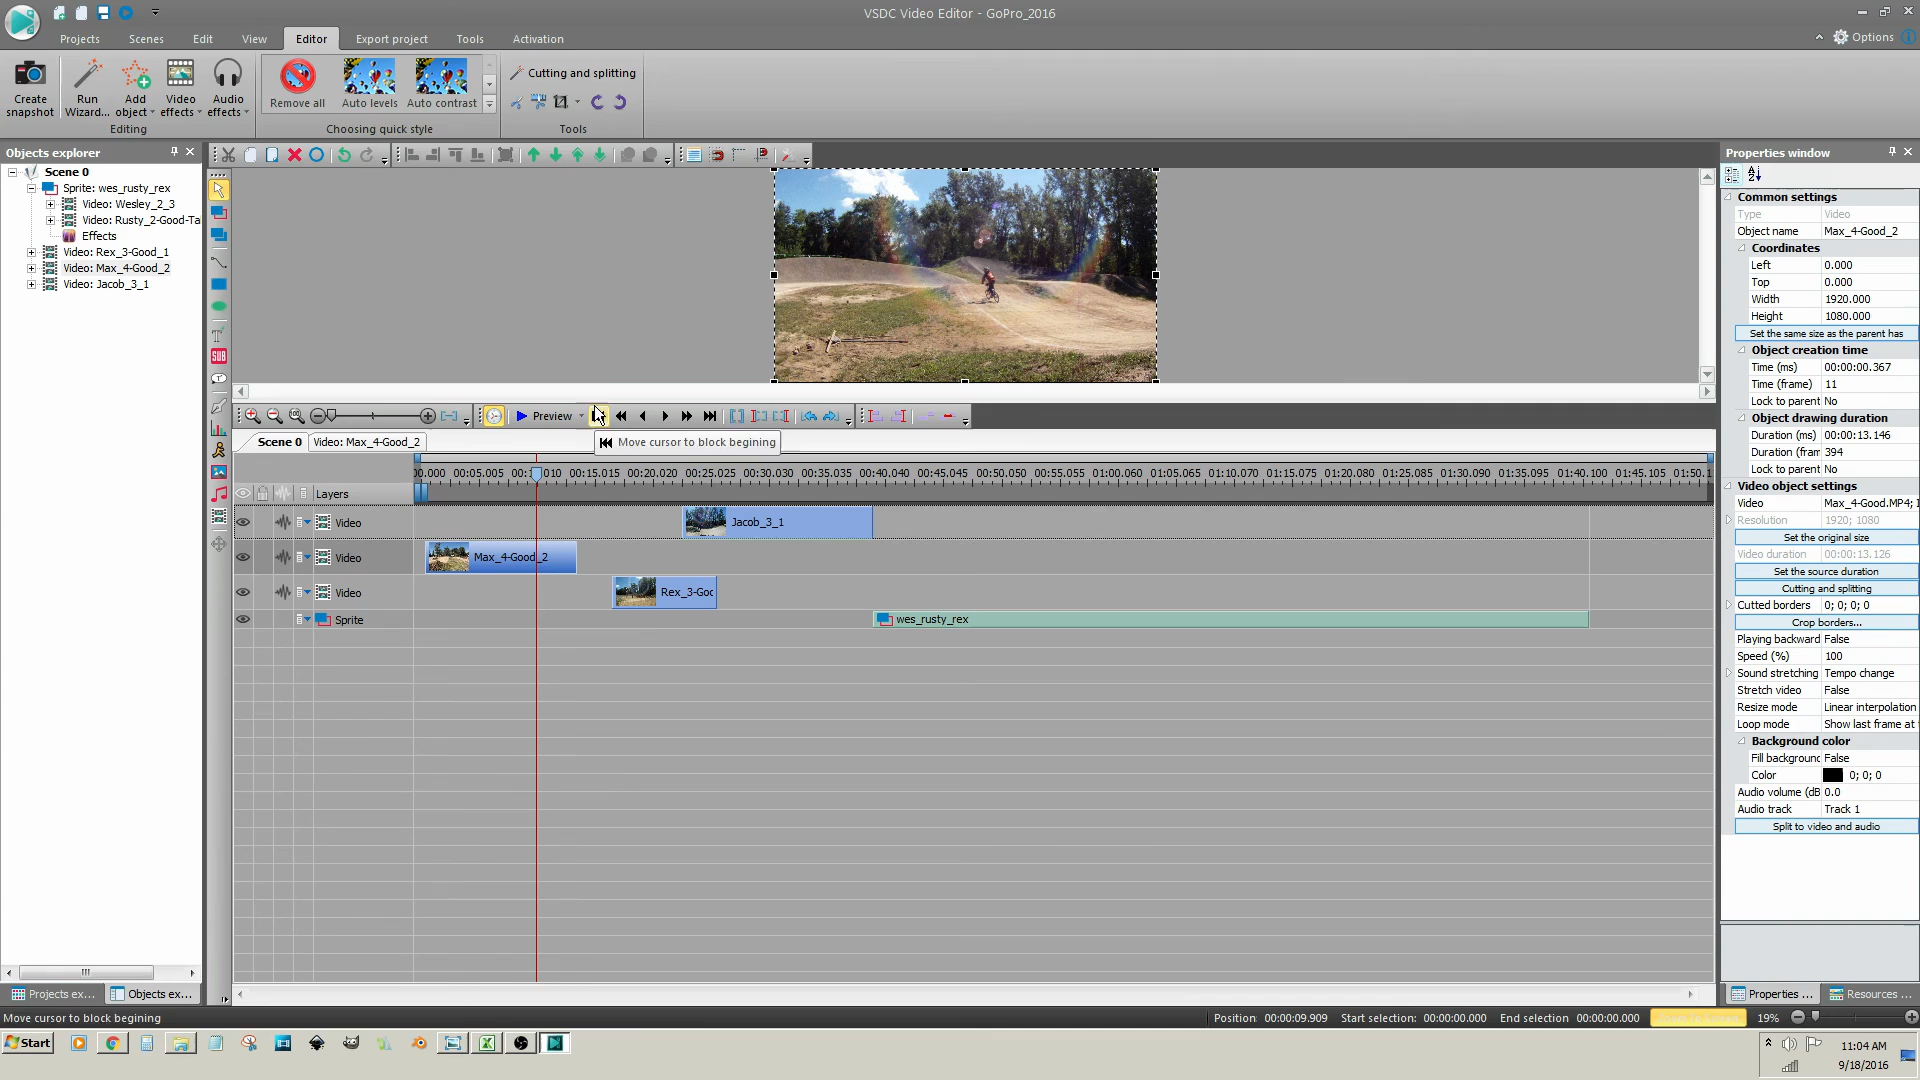 VSDC Video Editor - GoPro_2016
Projects
Scenes
Edit
View
Editor
Export project
Tools
Activation
Options
Create snapshot
Run Wizard...
Add object
Video effects
Audio effects
Editing
Remove all
Auto levels
Auto contrast
Choosing quick style
Cutting and splitting
Tools
Objects explorer
Scene 0
Sprite: wes_rusty_rex
Video: Wesley_2_3
Video: Rusty_2-Good-Ta
Effects
Video: Rex_3-Good_1
Video: Max_4-Good_2
Video: Jacob_3_1
T
SUB
Preview
Move cursor to block begining
Scene 0
Video: Max_4-Good_2
00.000 00:05.005 00:1 010 00:15.015 00:20.020 00:25.025 00:30.030 00:35.035 00:40.040 00:45.045 00:50.050 00:55.055 01:00.060 01:05.065 01:10.070 01:15.075 01:20.080 01:25.085 01:30.090 01:35.095 01:40.100 01:45.105 01:50.1
Layers
Video
Jacob_3_1
Video
Max_4-Good_2
Video
Rex_3-Goc
Sprite
wes_rusty_rex
Properties window
Common settings
Type Video
Object name Max_4-Good_2
Coordinates
Left 0.000
Top 0.000
Width 1920.000
Height 1080.000
Set the same size as the parent has
Object creation time
Time (ms) 00:00:00.367
Time (frame) 11
Lock to parent No
Object drawing duration
Duration (ms) 00:00:13.146
Duration (fram 394
Lock to parent No
Video object settings
Video Max_4-Good.MP4; I
Resolution 1920; 1080
Set the original size
Video duration 00:00:13.126
Set the source duration
Cutting and splitting
Cutted borders 0; 0; 0; 0
Crop borders...
Playing backward False
Speed (%) 100
Sound stretching Tempo change
Stretch video False
Resize mode Linear interpolation
Loop mode Show last frame at
Background color
Fill background False
Color 0; 0; 0
Audio volume (dB 0.0
Audio track Track 1
Split to video and audio
Projects ex...
Objects ex...
Properties ...
Resources ...
Move cursor to block begining
Position: 00:00:09.909
Start selection: 00:00:00.000
End selection 00:00:00.000
19%
Start
11:04 AM
9/18/2016